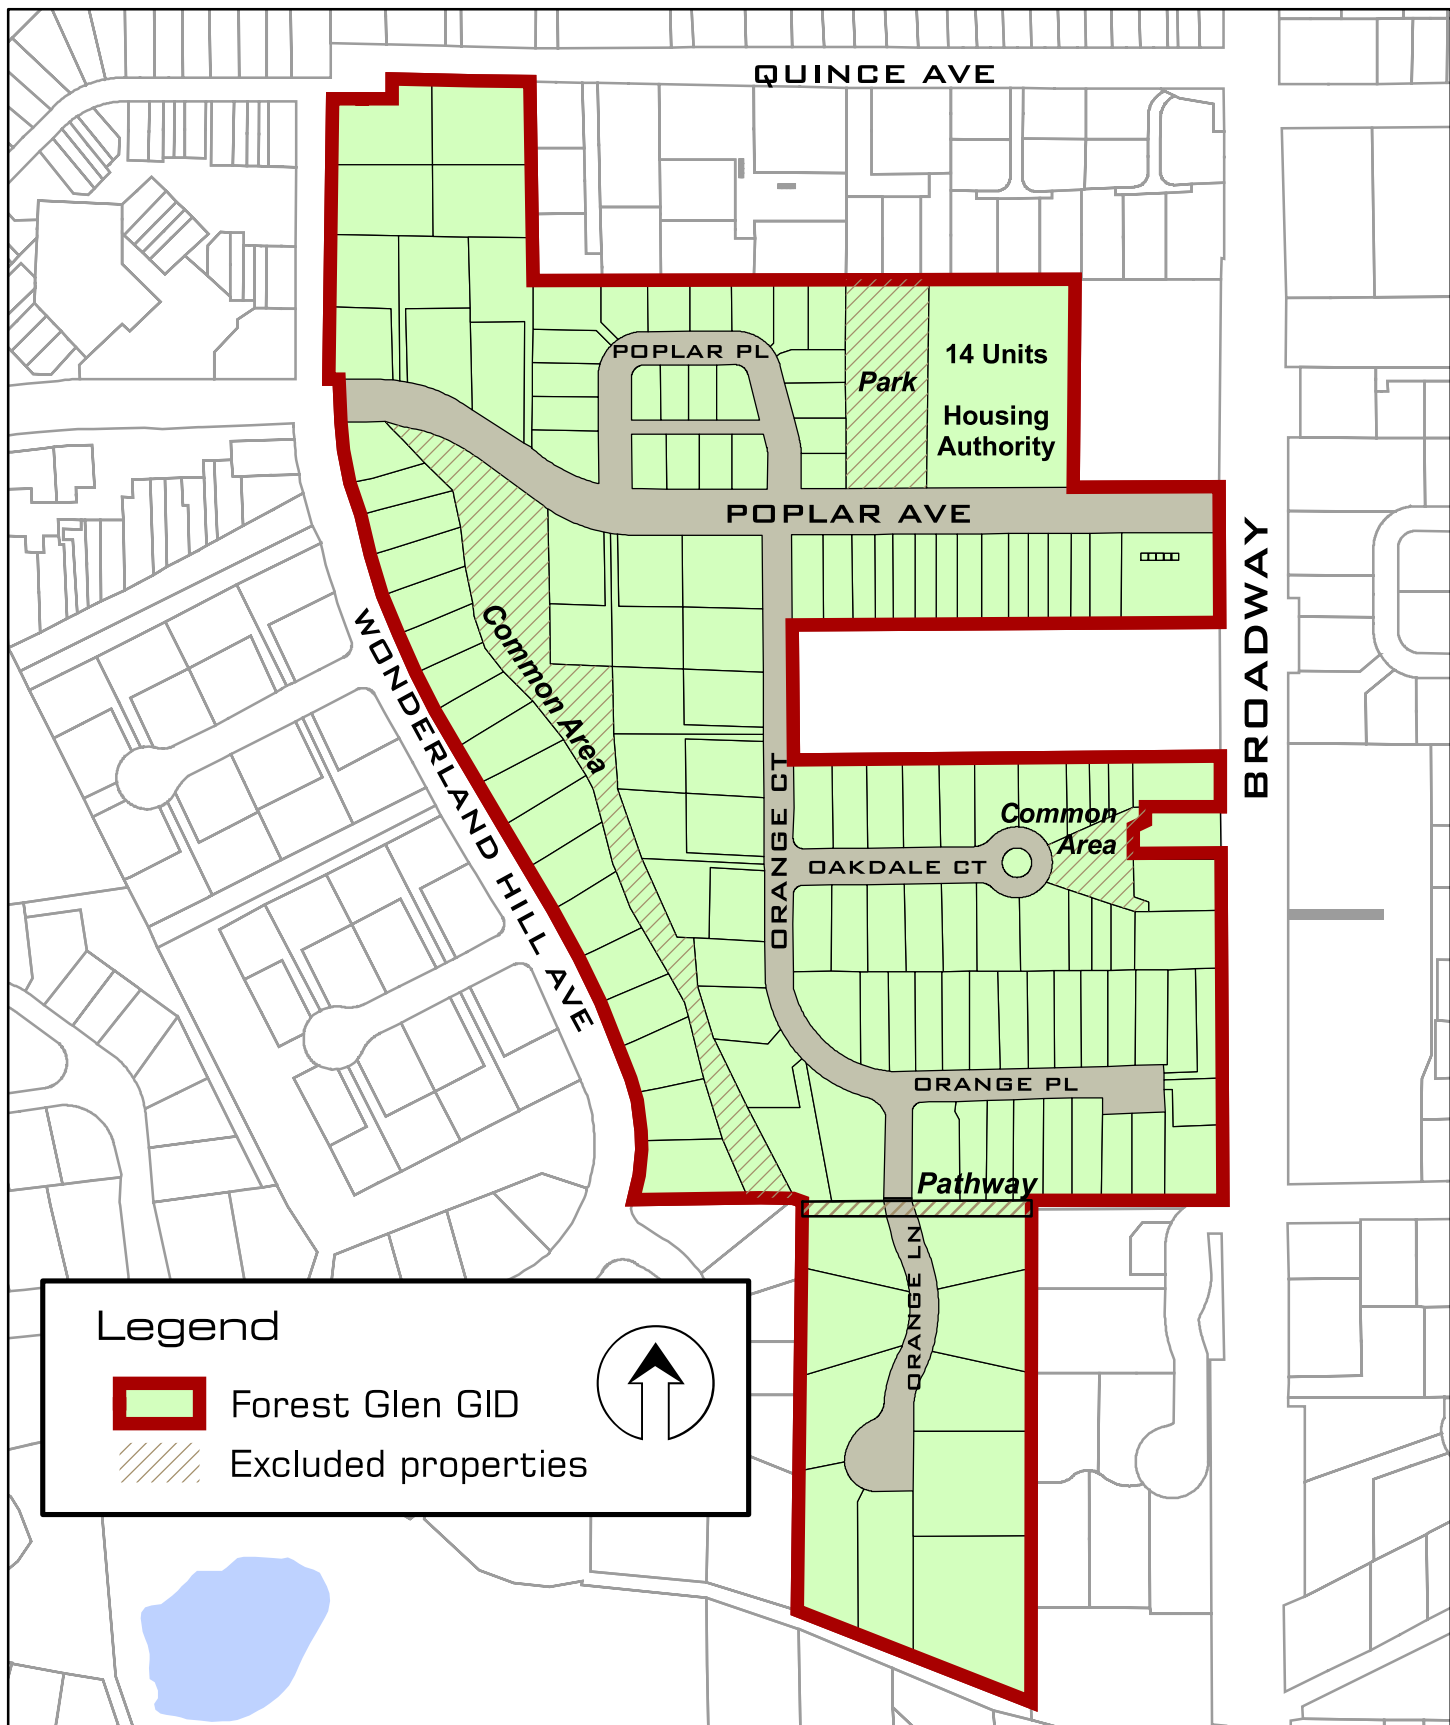 QUINCE AVE
POPLAR PL
14 Units
Park
Housing
Authority
POPLAR AVE
BROADWAY
WONDERLAND HILL AVE
Common Area
ORANGE CT
Common
Area
OAKDALE CT
ORANGE PL
Pathway
ORANGE LN
Legend
Forest Glen GID
Excluded properties